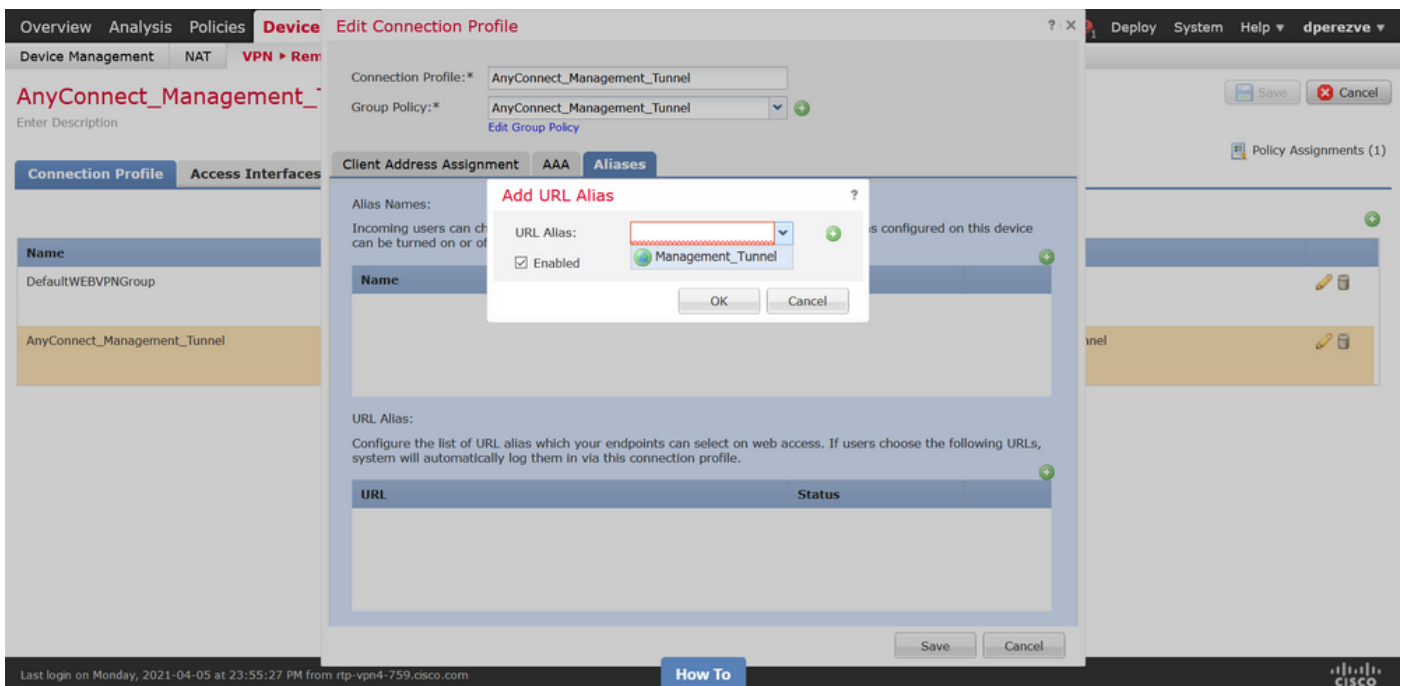 Overview Analysis Policies Device Edit Connection Profile ? X 1 Deploy System Help dperezve
Device Management NAT VPN ▸ Rem
Connection Profile:* AnyConnect_Management_Tunnel
AnyConnect_Management_ Save Cancel
Group Policy:* AnyConnect_Management_Tunnel
Enter Description
Edit Group Policy
Policy Assignments (1)
Connection Profile Access Interfaces Client Address Assignment AAA Aliases
Add URL Alias ?
Alias Names:
Incoming users can ch URL Alias: s configured on this device
can be turned on or of
Management_Tunnel
Enabled
Name Name
DefaultWEBVPNGroup
OK Cancel
AnyConnect_Management_Tunnel nnel
URL Alias:
Configure the list of URL alias which your endpoints can select on web access. If users choose the following URLs,
system will automatically log them in via this connection profile.
URL Status
Save Cancel
Last login on Monday, 2021-04-05 at 23:55:27 PM from rtp-vpn4-759.cisco.com How To CISCO